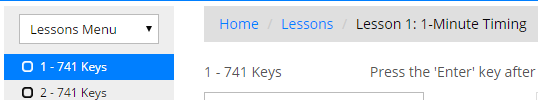 Lessons Menu
Home / Lessons / Lesson 1: 1-Minute Timing
1 - 741 Keys
2 - 741 Keys
1 - 741 Keys
Press the 'Enter' key after